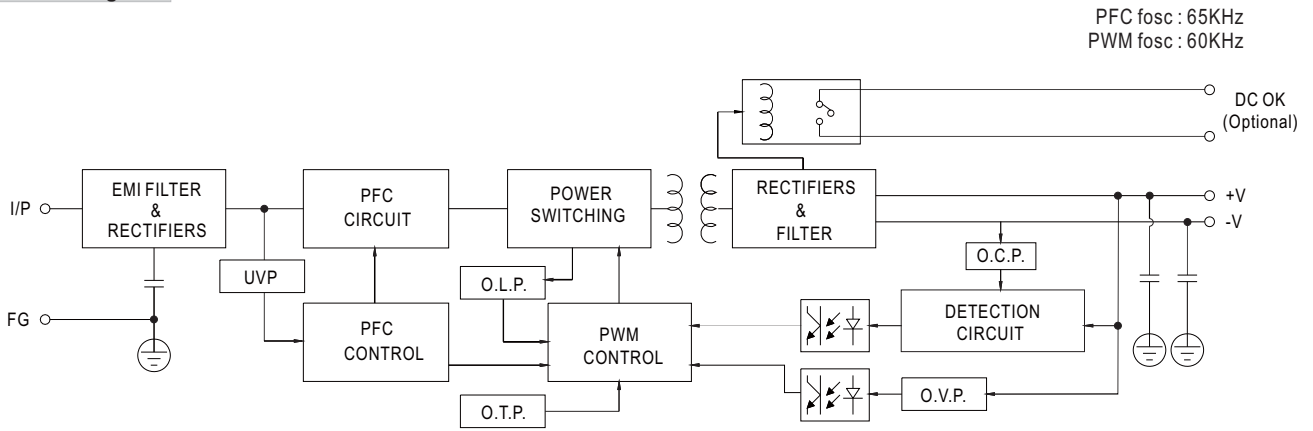 PFC fosc : 65KHz
PWM fosc : 60KHz
DC OK
(Optional)
I/P
EMI FILTER
&
RECTIFIERS
PFC
CIRCUIT
POWER
SWITCHING
RECTIFIERS
&
FILTER
+V
-V
UVP
O.L.P.
O.C.P.
FG
PFC
CONTROL
PWM
CONTROL
DETECTION
CIRCUIT
O.T.P.
O.V.P.